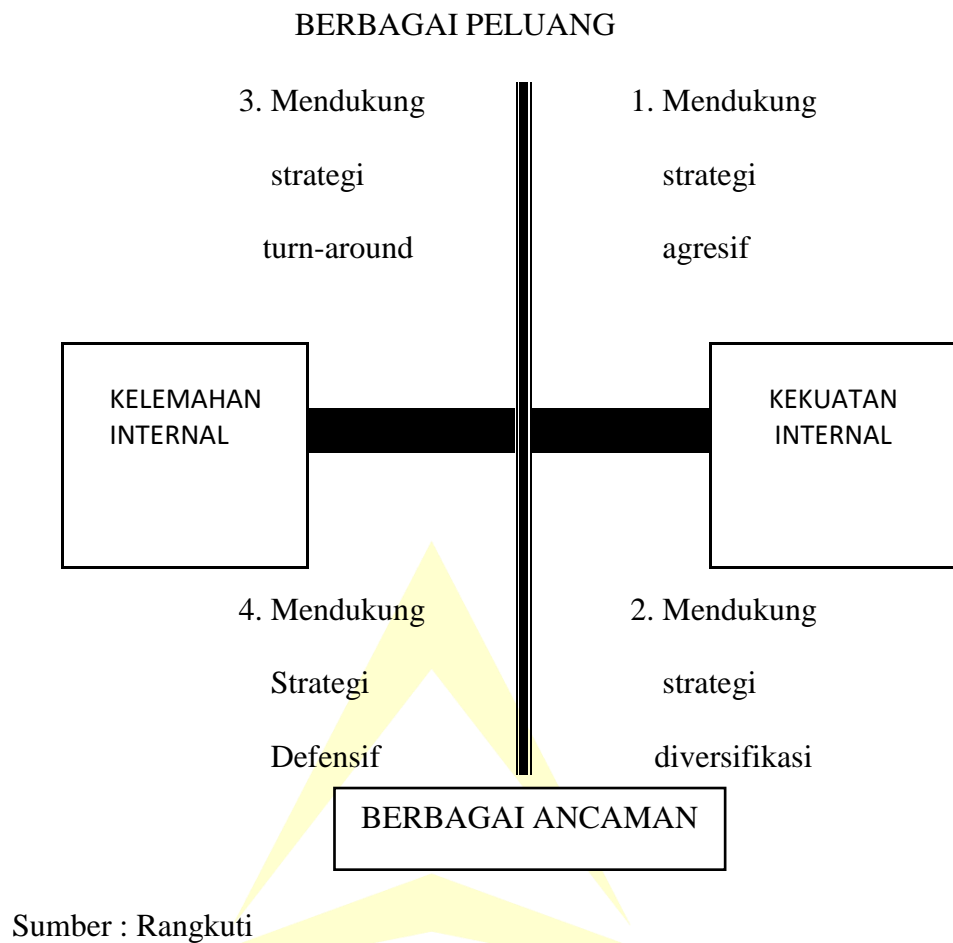 BERBAGAI PELUANG
3. Mendukung
strategi
turn-around
1. Mendukung
strategi
agresif
KELEMAHAN
INTERNAL
KEKUATAN
INTERNAL
4. Mendukung
Strategi
Defensif
2. Mendukung
strategi
diversifikasi
BERBAGAI ANCAMAN
Sumber : Rangkuti